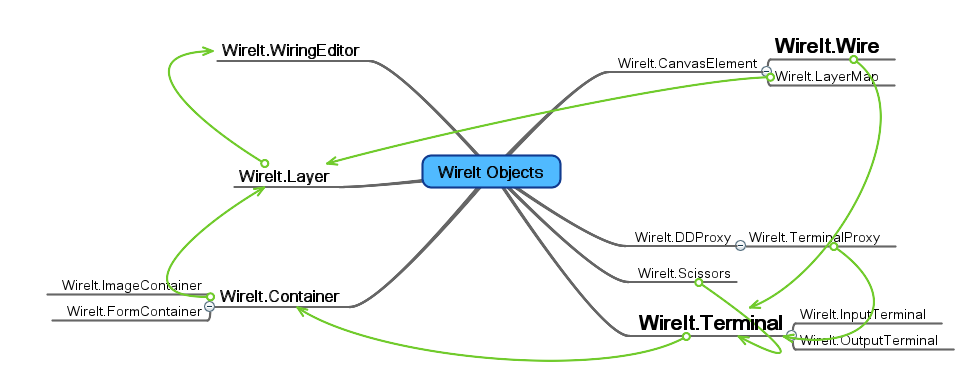 WireIt.WiringEditor
WireIt.Wire
WireIt.CanvasElement
WireIt.LayerMap
WireIt.Layer
WireIt Objects
WireIt.DDProxy
WireIt.TerminalProxy
WireIt.Scissors
WireIt.ImageContainer
WireIt.Container
WireIt.FormContainer
WireIt.Terminal
WireIt.InputTerminal
WireIt.OutputTerminal